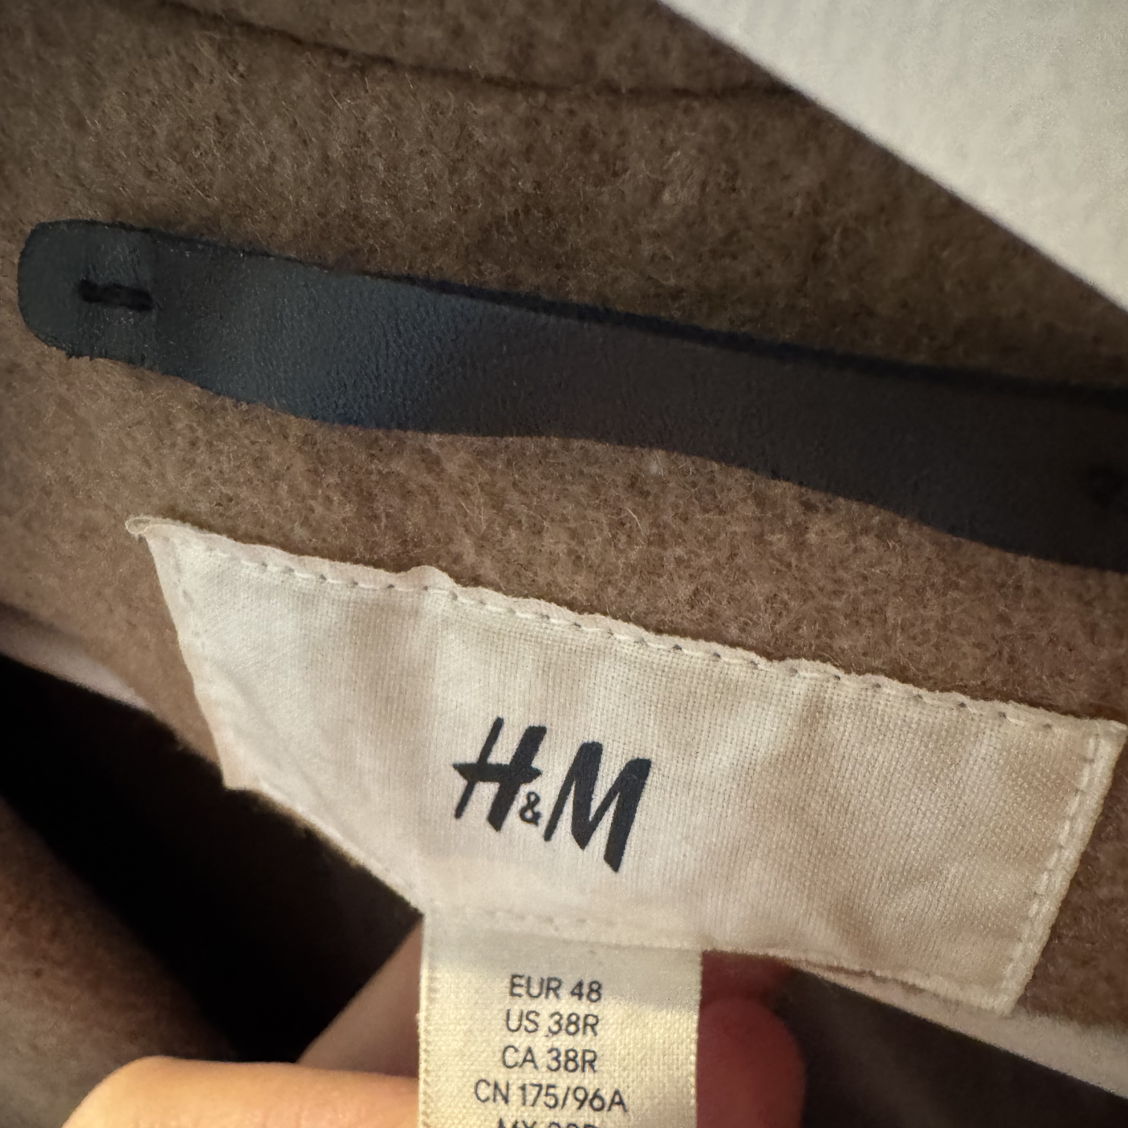 H&M
EUR 48
US 38R
CA 38R
CN 175/96A